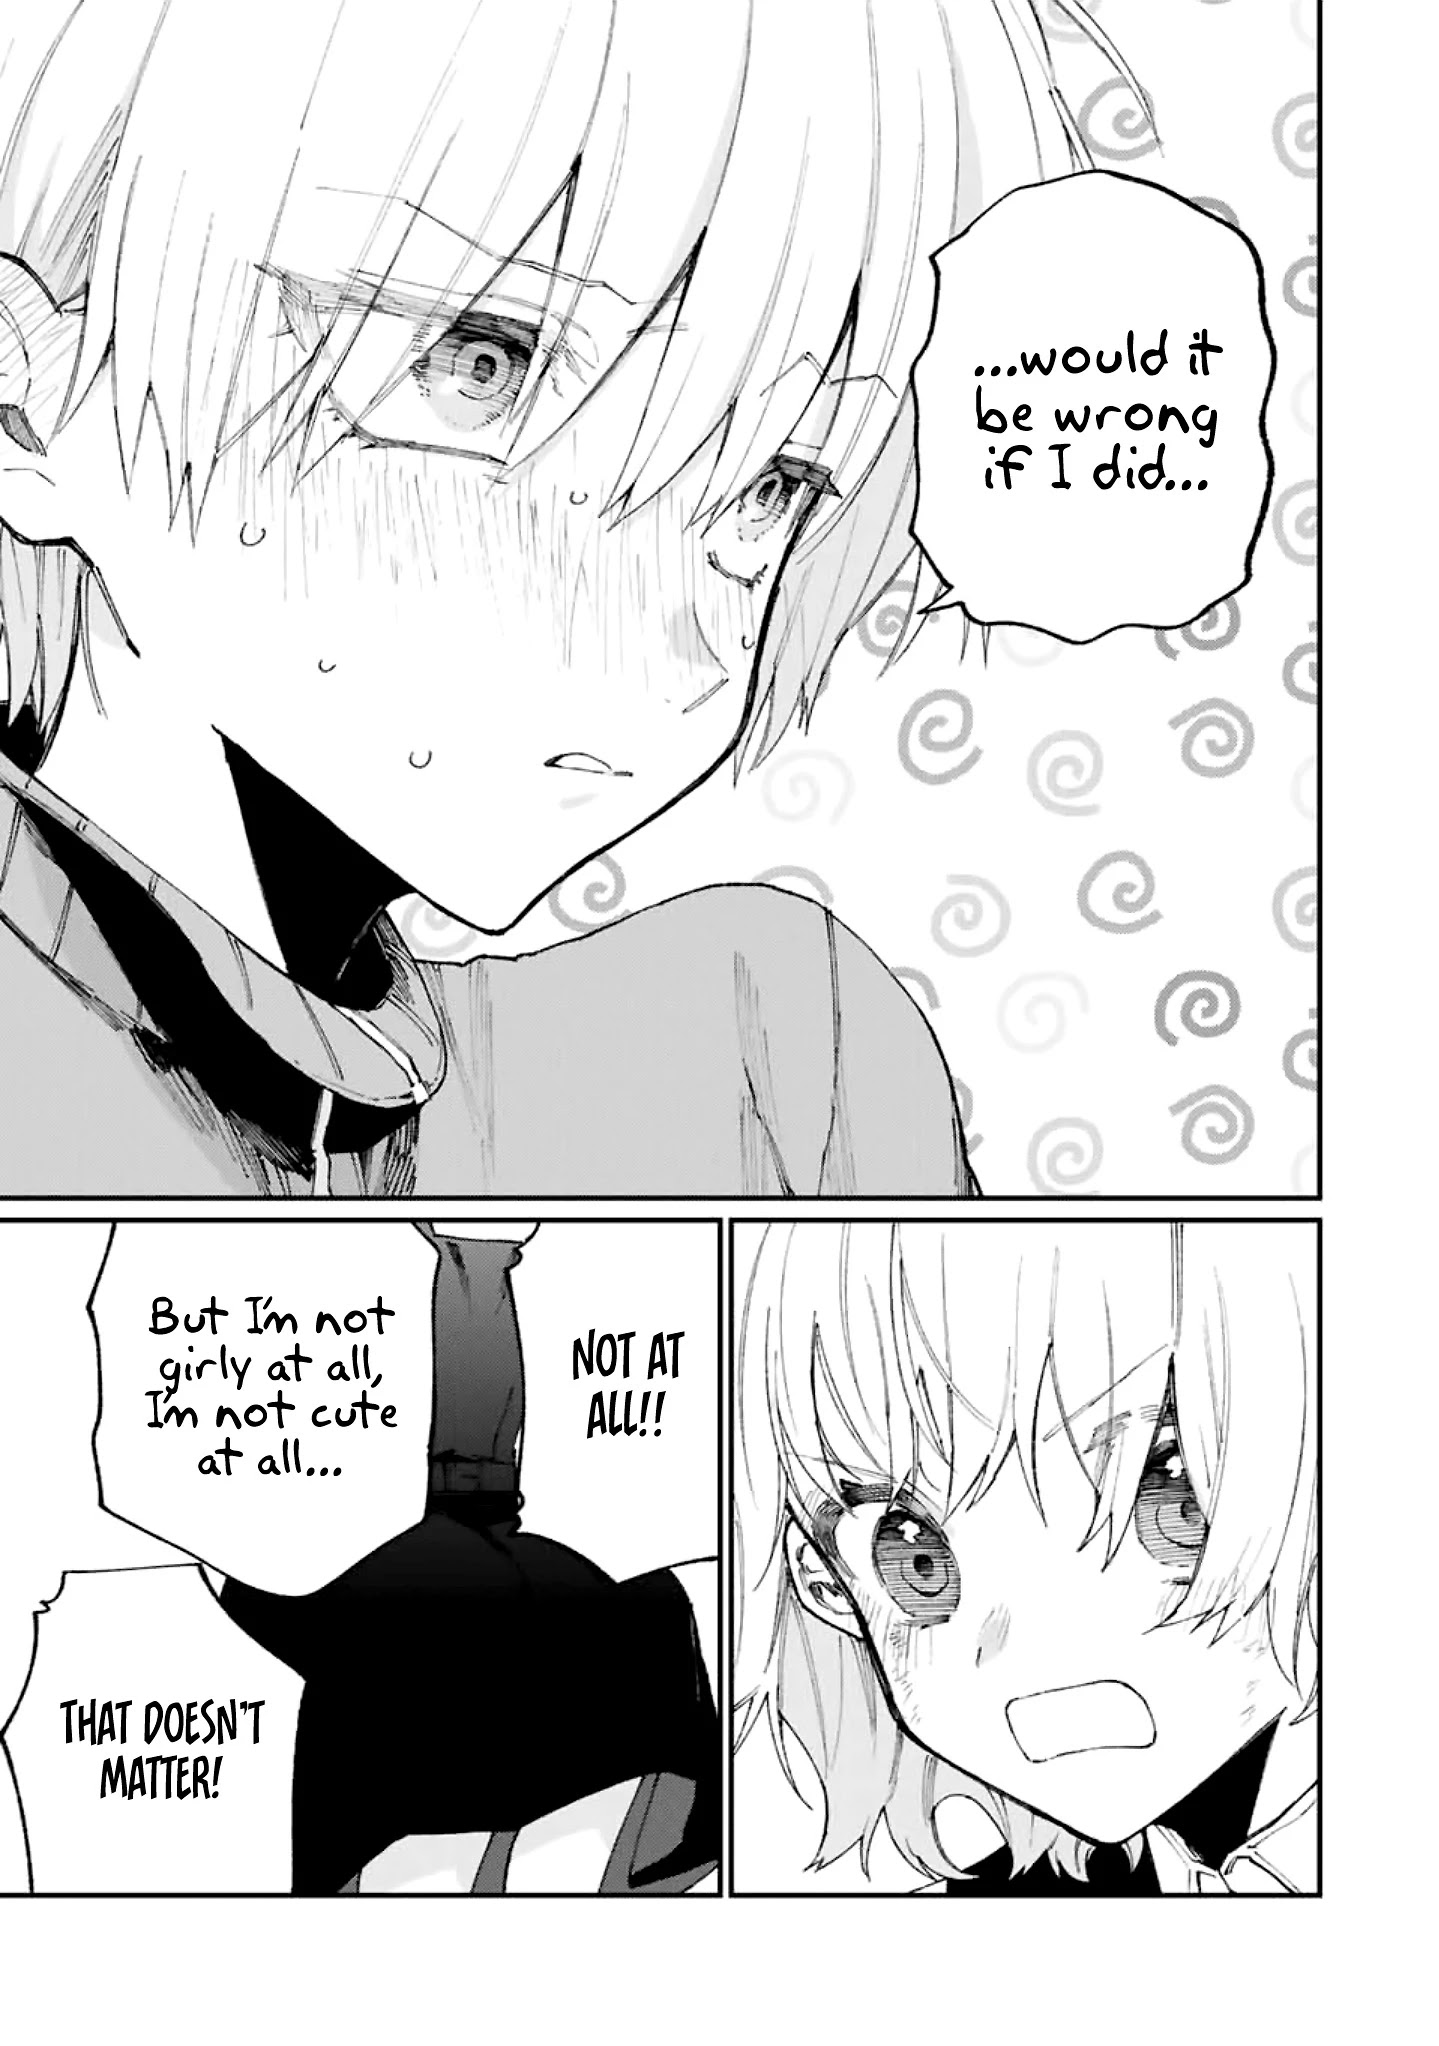 ...would it
be wrong
if I did...
NOT AT
ALL!!
But I'm not
girly at all,
I'm not cute
at all...
THAT DOESN'T
MATTER!